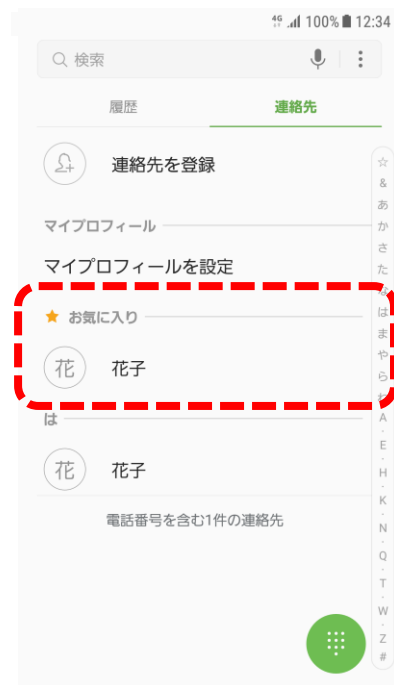 4G 100% 12:34
検索
履歴 連絡先
連絡先を登録
マイプロフィール
マイプロフィールを設定
お気に入り
花 花子
は
花 花子
電話番号を含む1件の連絡先
☆
&
あ
か
さ
た
な
は
ま
や
ら
わ
A
E
H
K
N
Q
T
W
Z
#